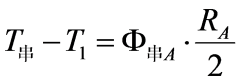 T串 − T1 = Φ串A · RA/2